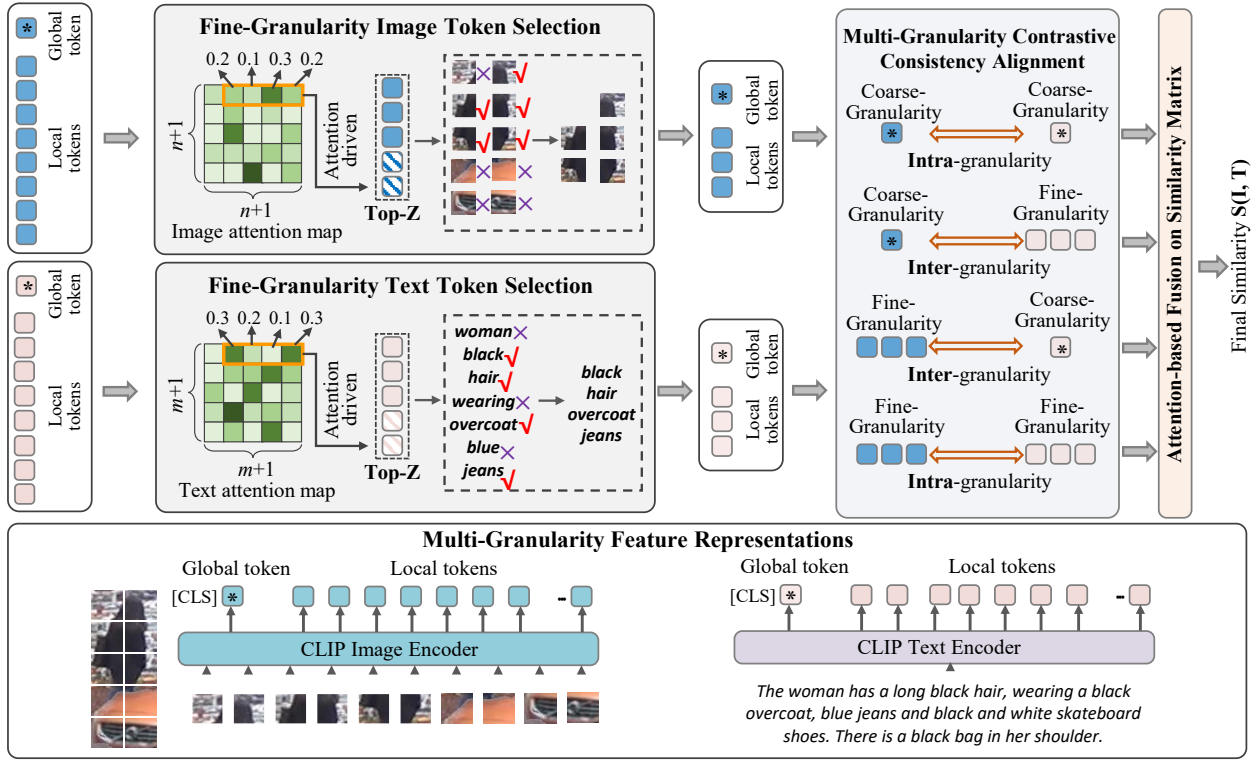 Global
token
*
Local
tokens
Fine-Granularity Image Token Selection
0.2 0.1 0.3 0.2
n+1
n+1
Image attention map
Attention
driven
Top-Z
Global
token
*
Local
tokens
Global
token
*
Local
tokens
Fine-Granularity Text Token Selection
0.3 0.2 0.1 0.3
m+1
m+1
Text attention map
Attention
driven
Top-Z
woman
black
hair
wearing
overcoat
blue
jeans
black
hair
overcoat
jeans
Global
token
*
Local
tokens
Multi-Granularity Contrastive
Consistency Alignment
Coarse-
Granularity
*
Coarse-
Granularity
*
Intra-granularity
Coarse-
Granularity
*
Fine-
Granularity
Inter-granularity
Fine-
Granularity
Coarse-
Granularity
*
Inter-granularity
Fine-
Granularity
Fine-
Granularity
Intra-granularity
Attention-based Fusion on Similarity Matrix
Final Similarity S(I, T)
Multi-Granularity Feature Representations
Global token
Local tokens
[CLS] * ...
CLIP Image Encoder
Global token
Local tokens
[CLS] * ...
CLIP Text Encoder
The woman has a long black hair, wearing a black
overcoat, blue jeans and black and white skateboard
shoes. There is a black bag in her shoulder.